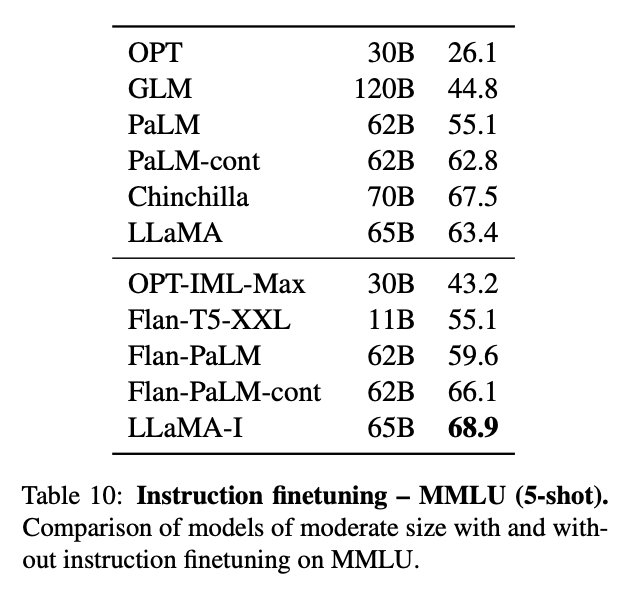 OPT 30B 26.1
GLM 120B 44.8
PaLM 62B 55.1
PaLM-cont 62B 62.8
Chinchilla 70B 67.5
LLaMA 65B 63.4
OPT-IML-Max 30B 43.2
Flan-T5-XXL 11B 55.1
Flan-PaLM 62B 59.6
Flan-PaLM-cont 62B 66.1
LLaMA-I 65B 68.9
Table 10: Instruction finetuning – MMLU (5-shot).
Comparison of models of moderate size with and with-
out instruction finetuning on MMLU.